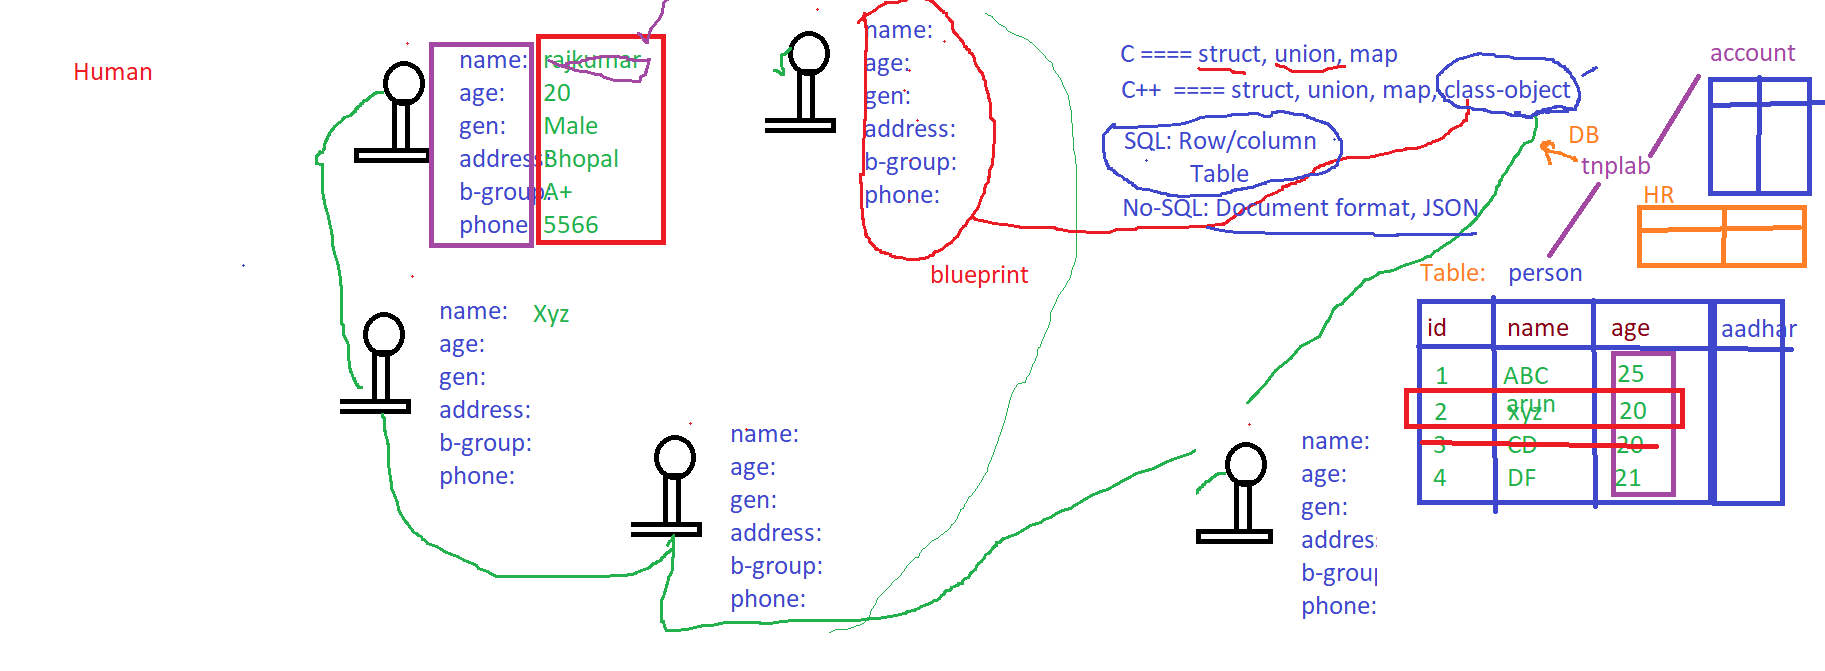 Human
name: rajkumar
age: 20
gen: Male
address: Bhopal
b-group: A+
phone 5566
name:
age:
gen:
address:
b-group:
phone:
blueprint
C ==== struct, union, map
C++ ==== struct, union, map, class-object
SQL: Row/column
Table
No-SQL: Document format, JSON
account
DB
tnplab
HR
Table: person
id name age aadhar
1 ABC 25
arun
2 xyz 20
3 CD 20
4 DF 21
name: Xyz
age:
gen:
address:
b-group:
phone:
name:
age:
gen:
address:
b-group:
phone:
name:
age:
gen:
addres:
b-grou
phone: